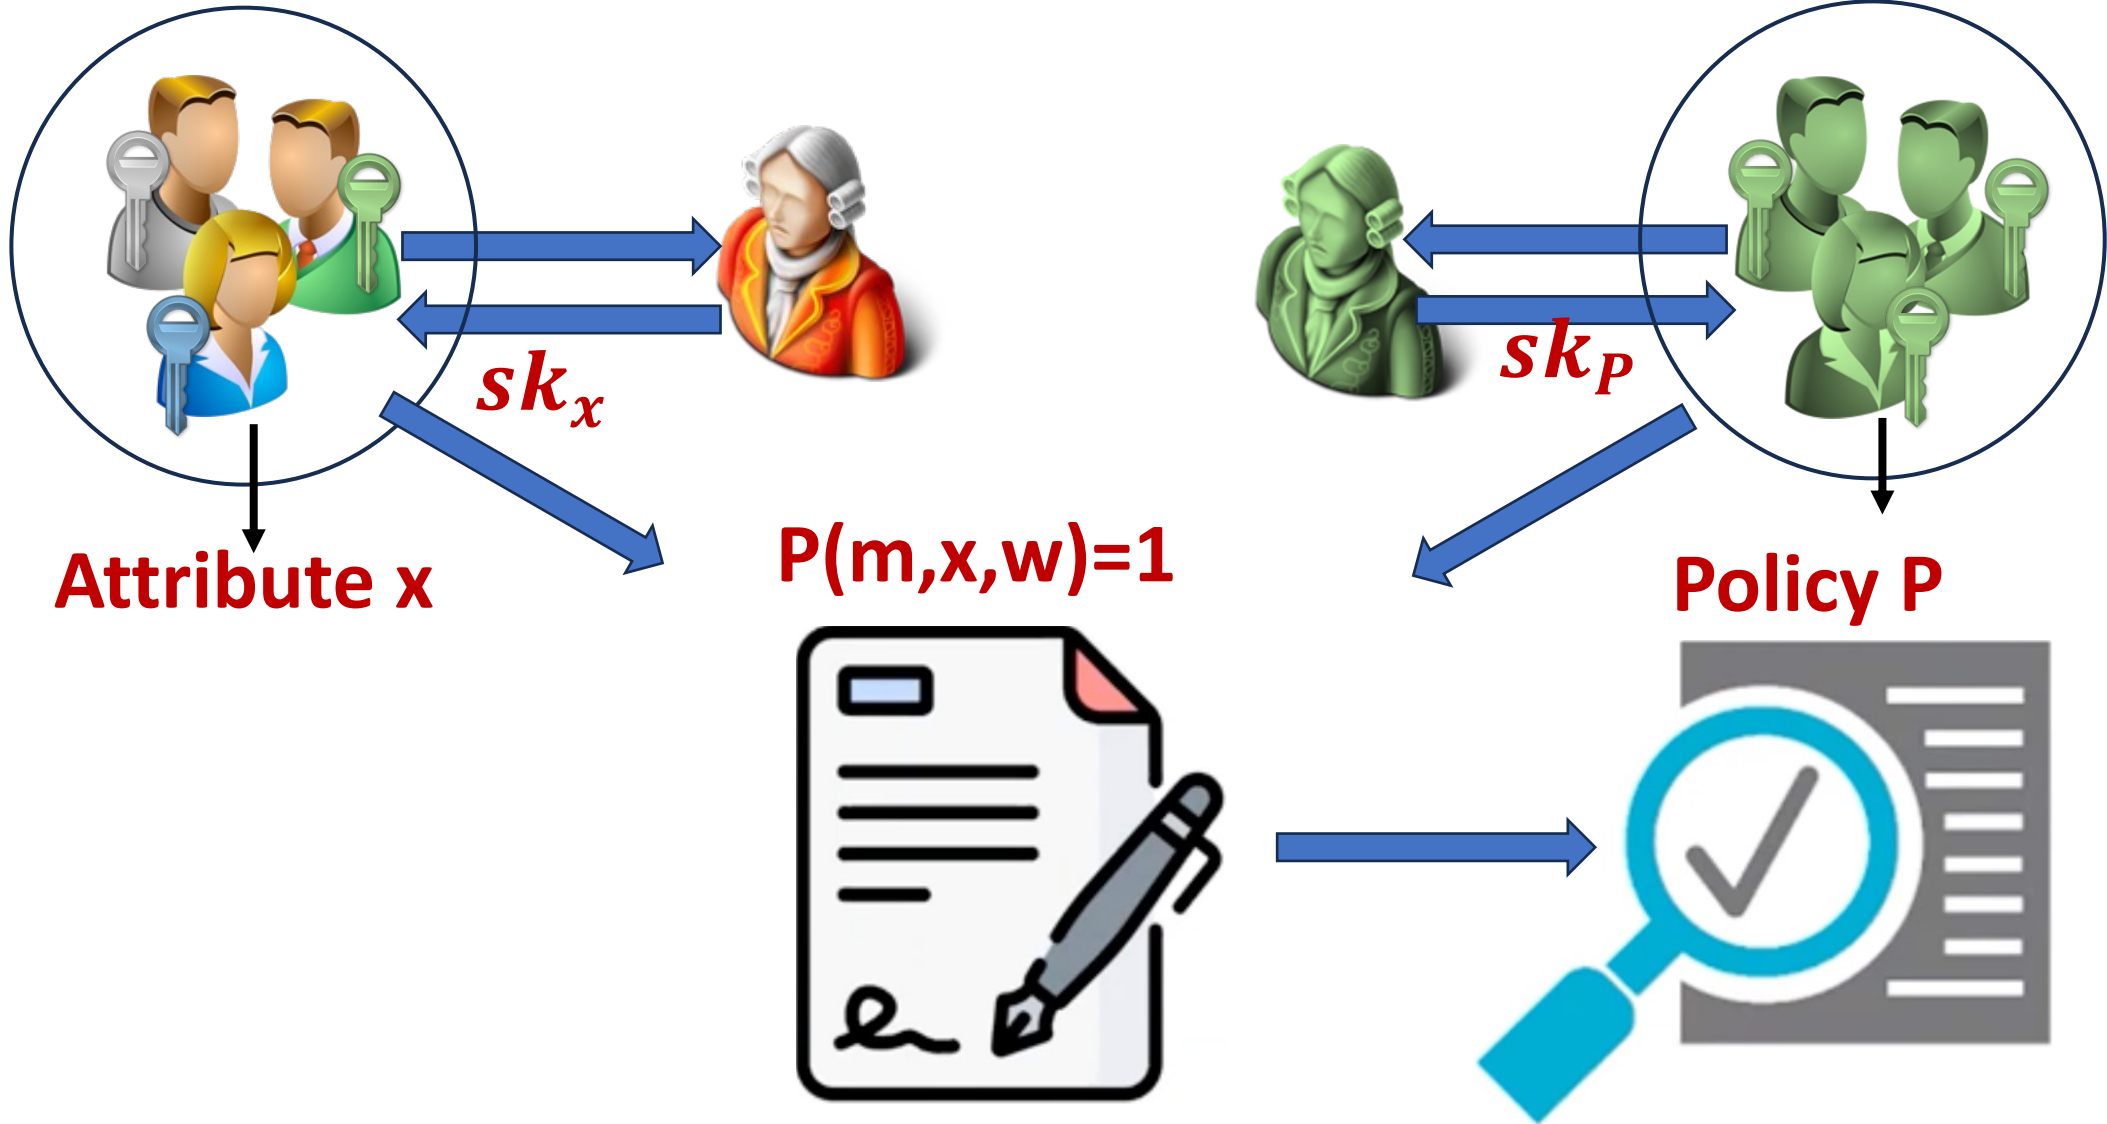 sk_x
sk_P
P(m,x,w)=1
Attribute x
Policy P